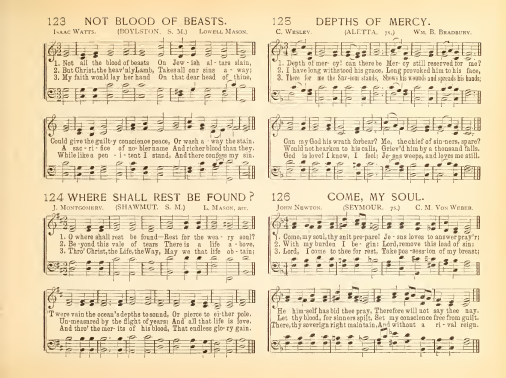 123 NOT BLOOD OF BEASTS.
ISAAC WATTS. (BOYLSTON. S. M.) LOWELL MASON.
1. Not all the blood of beasts On Jew-ish al-tars slain,
2. But Christ, the heav'nly Lamb, Takes all our sins a-way;
3. My faith would lay her hand On that dear head of thine,
Could give the guilt-y conscience peace, Or wash a-way the stain.
A sac-ri-fice of no-bler name And richer blood than they.
While like a pen-i-tent I stand, And there confess my sin.
124 WHERE SHALL REST BE FOUND?
J. MONTGOMERY. (SHAWMUT. S. M.) L. MASON, arr.
1. O where shall rest be found—Rest for the wea-ry soul?
2. Be-yond this vale of tears There is a life a-bove,
3. Thro' Christ, the Life, the Way, May we that life ob-tain:
'Twere vain the ocean's depths to sound, Or pierce to ei-ther pole.
Un-measured by the flight of years: And all that life is love.
And thro' the mer-its of his blood, That endless glo-ry gain.
125 DEPTHS OF MERCY.
C. WESLEY. (ALETTA. 7s.) WM. B. BRADBURY.
1. Depth of mer-cy! can there be Mer-cy still reserved for me?
2. I have long withstood his grace, Long provoked him to his face,
3. There for me the Sav-iour stands, Shows his wounds and spreads his hands;
Can my God his wrath forbear? Me, the chief of sin-ners, spare?
Would not hearken to his calls, Griev'd him by a thousand falls.
God is love! I know, I feel; Je-sus weeps, and loves me still.
126 COME, MY SOUL.
JOHN NEWTON. (SEYMOUR. 7s.) C. M. VON WEBER.
1. Come, my soul, thy suit pre-pare: Je-sus loves to answer pray'r;
2. With my burden I be-gin: Lord, remove this load of sin;
3. Lord, I come to thee for rest, Take pos-ses-sion of my breast;
He him-self has bid thee pray, Therefore will not say thee nay.
Let thy blood, for sinners spilt, Set my conscience free from guilt.
There, thy sovereign right maintain, And without a ri-val reign.